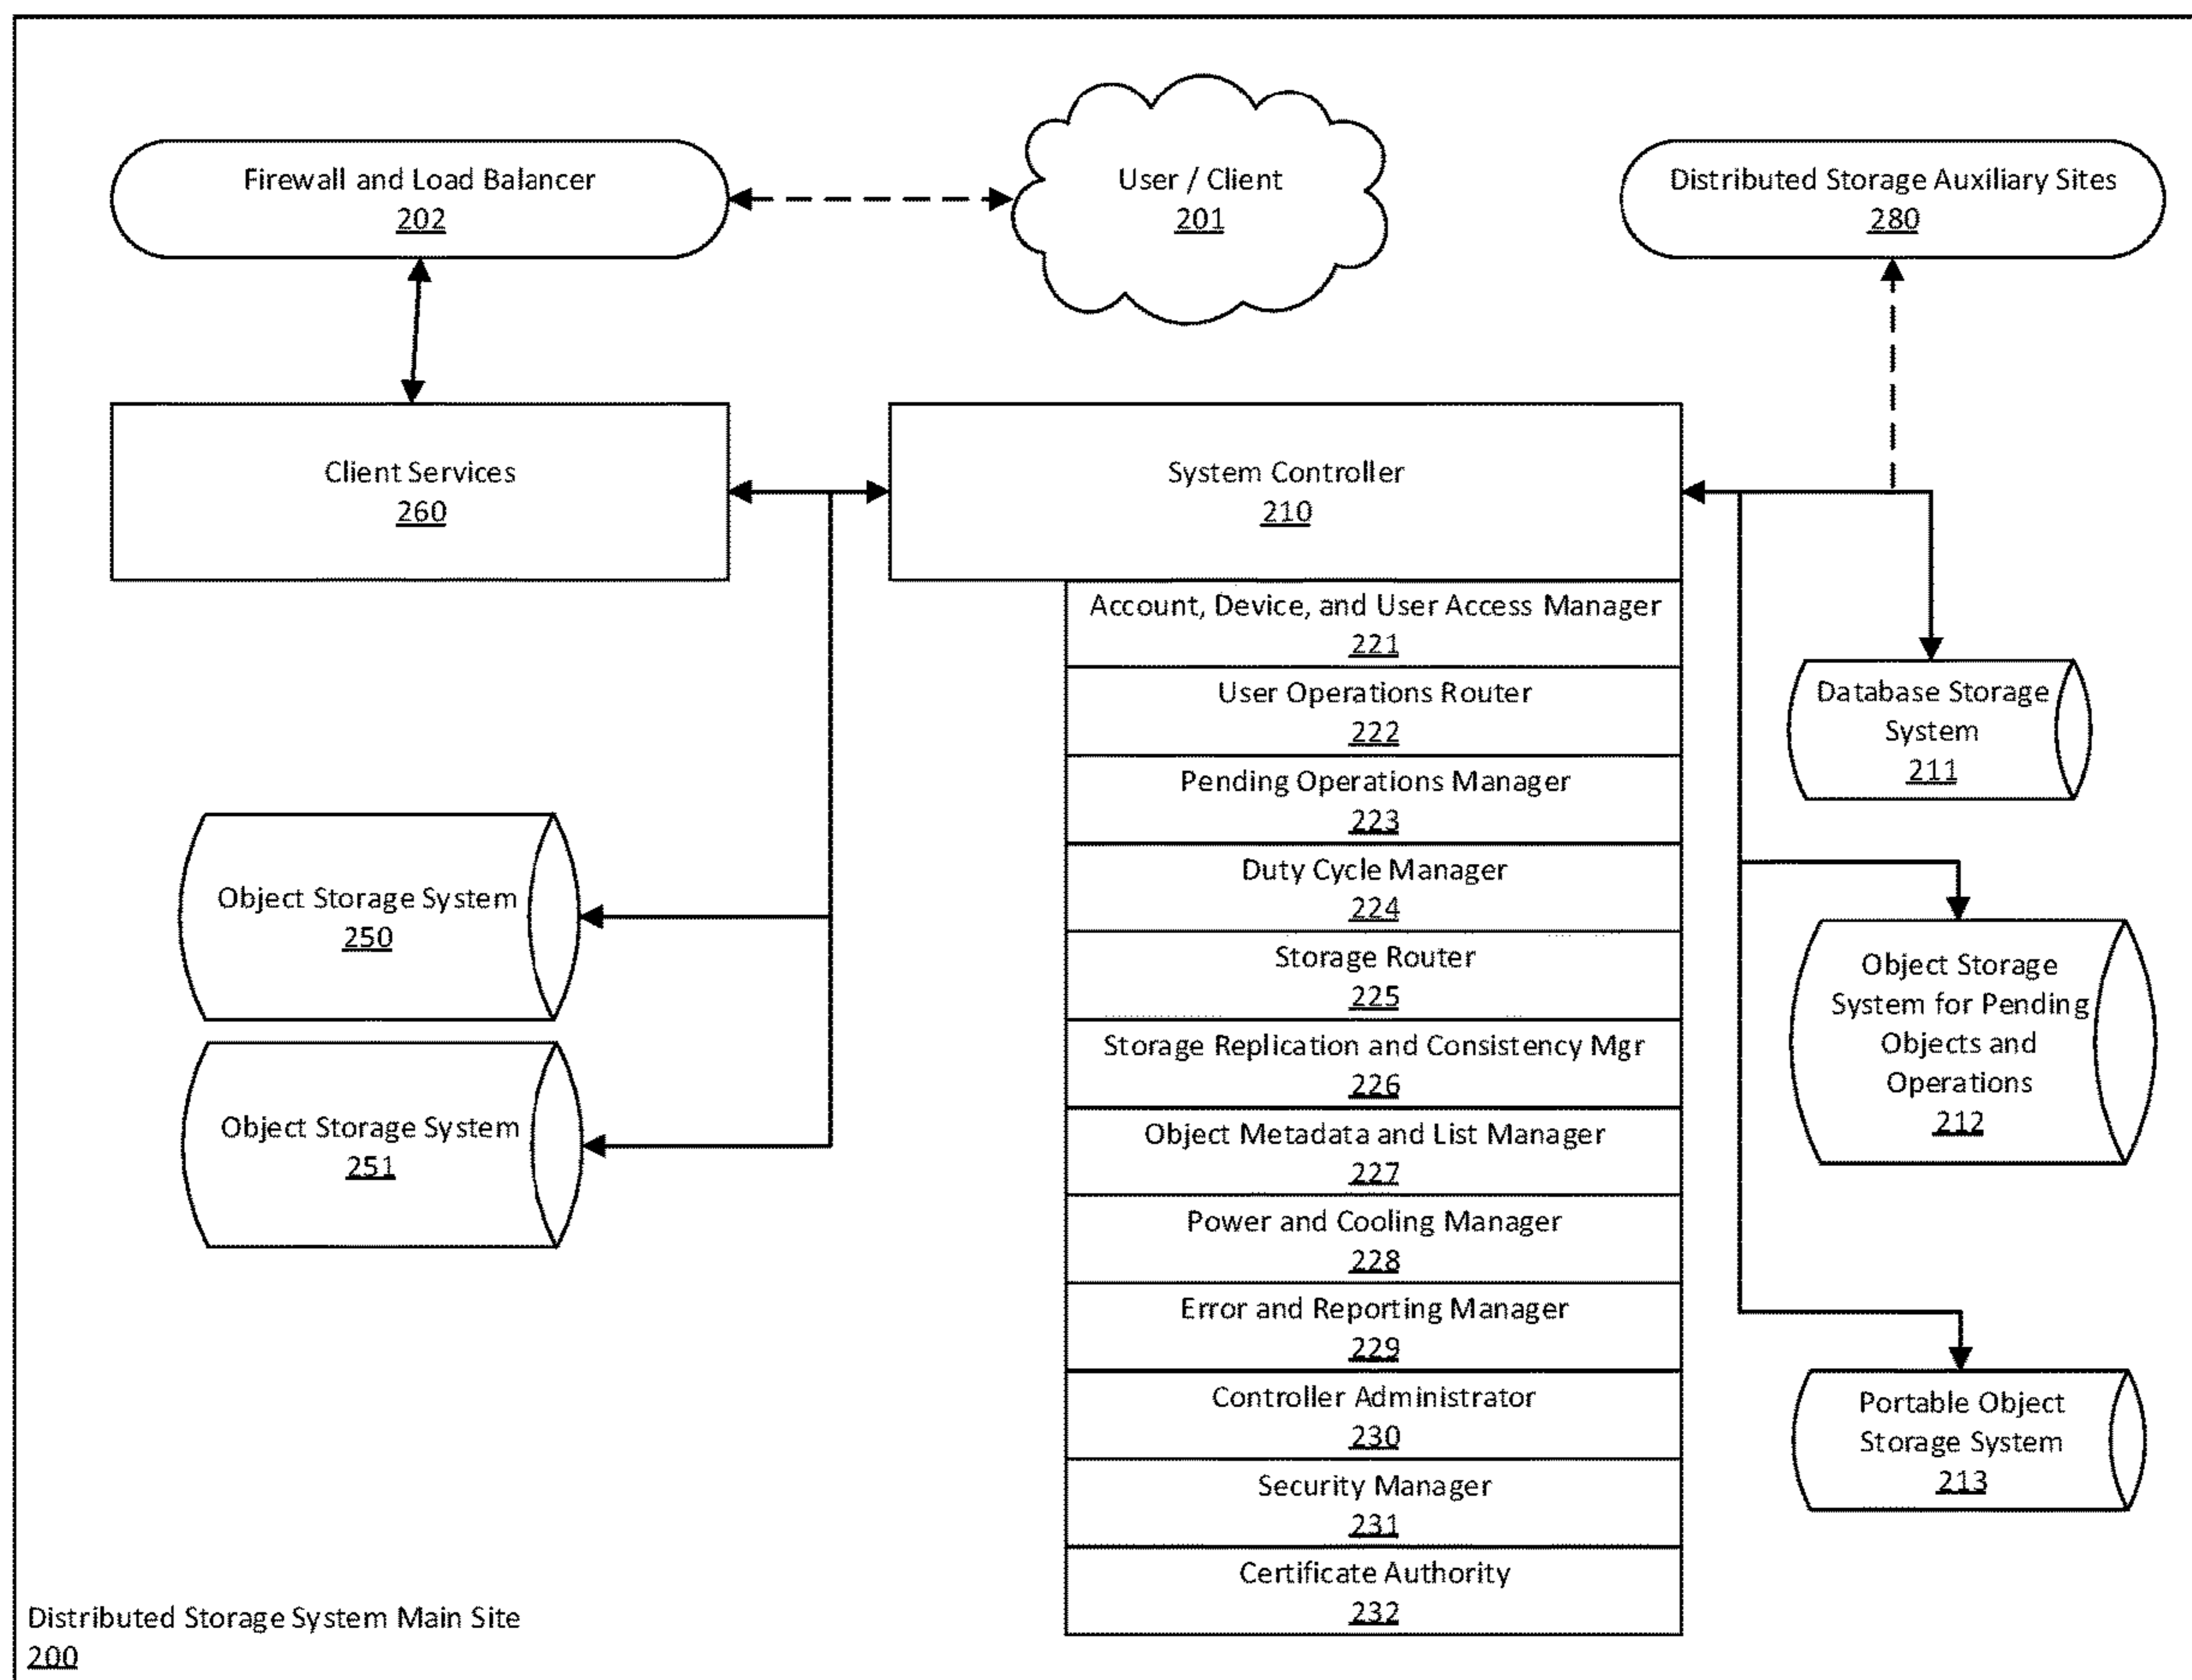 Firewall and Load Balancer
202
User / Client
201
Distributed Storage Auxiliary Sites
280
Client Services
260
System Controller
210
Account, Device, and User Access Manager
221
User Operations Router
222
Pending Operations Manager
223
Duty Cycle Manager
224
Storage Router
225
Storage Replication and Consistency Mgr
226
Object Metadata and List Manager
227
Power and Cooling Manager
228
Error and Reporting Manager
229
Controller Administrator
230
Security Manager
231
Certificate Authority
232
Database Storage
System
211
Object Storage
System for Pending
Objects and
Operations
212
Portable Object
Storage System
213
Object Storage System
250
Object Storage System
251
Distributed Storage System Main Site
200